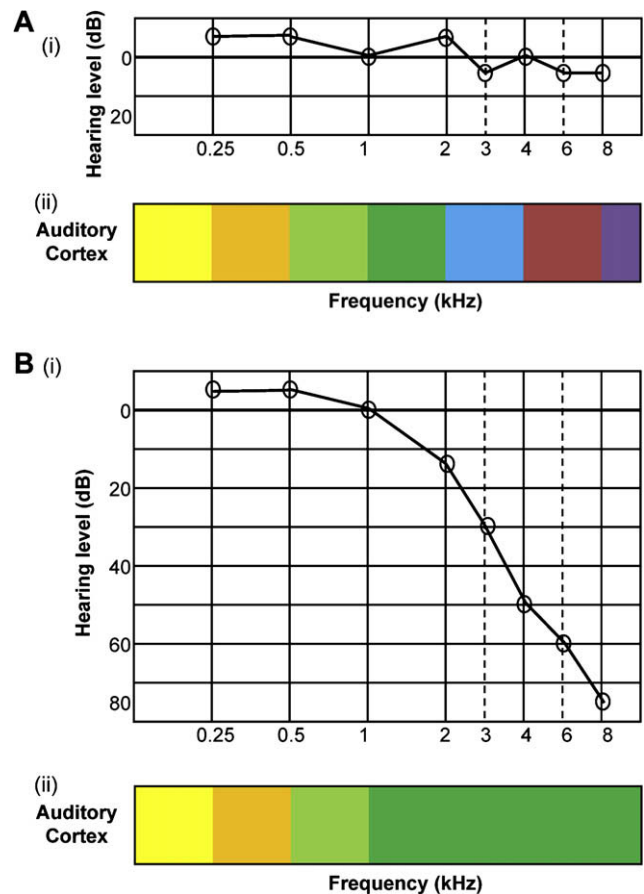 A (i)
Hearing level (dB)
0
20
0.25 0.5 1 2 3 4 6 8
(ii)
Auditory
Cortex
Frequency (kHz)
B (i)
Hearing level (dB)
0
20
40
60
80
0.25 0.5 1 2 3 4 6 8
(ii)
Auditory
Cortex
Frequency (kHz)